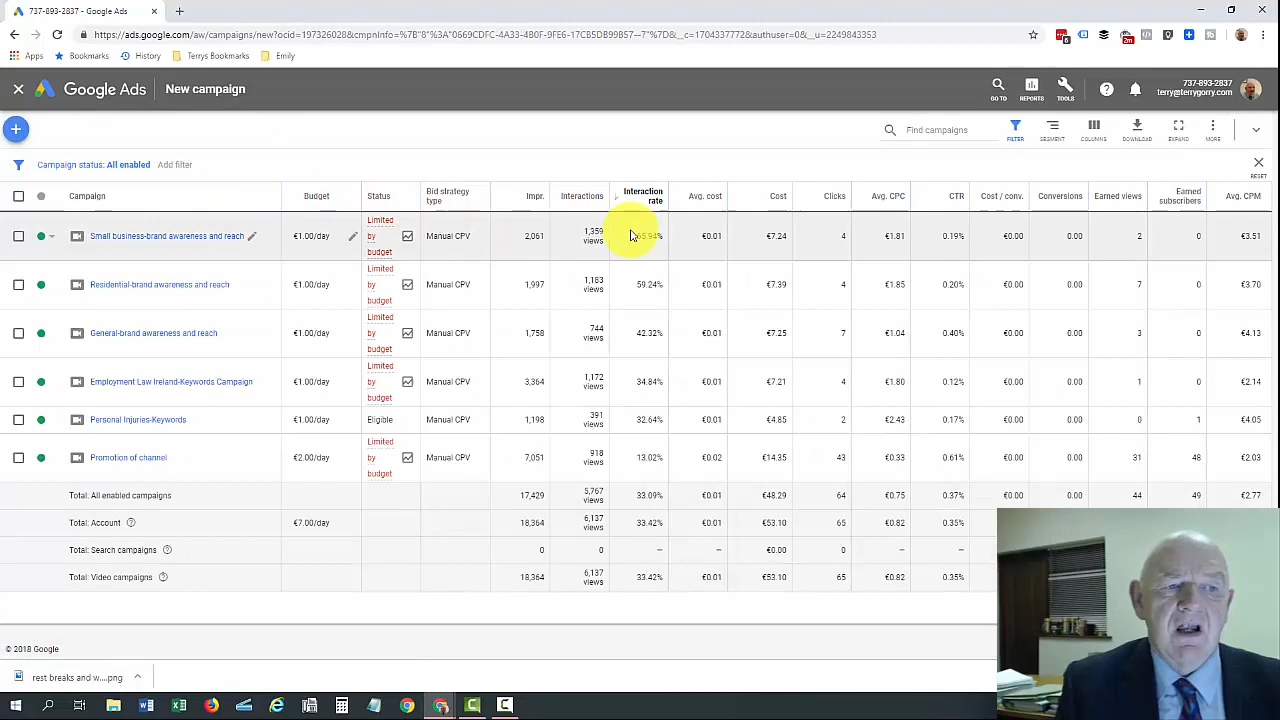 737-893-2837 - Google Ads
https://ads.google.com/aw/campaigns/new?ocid=197326028&cmpnInfo=%7B"8"%3A"0669CDFC-4A33-4B0F-9FE6-17CB5DB99B57--7"%7D&__c=1704337772&authuser=0&__u=2249843353
6
2m
Apps
Bookmarks
History
Terrys Bookmarks
Emily
Google Ads
New campaign
GO TO
REPORTS
TOOLS
737-893-2837
terry@terrygorry.com
Find campaigns
FILTER
SEGMENT
COLUMNS
DOWNLOAD
EXPAND
MORE
Campaign status: All enabled Add filter
RESET
Campaign Budget Status Bid strategy type Impr. Interactions Interaction rate Avg. cost Cost Clicks Avg. CPC CTR Cost / conv. Conversions Earned views Earned subscribers Avg. CPM
Small business-brand awareness and reach €1.00/day Limited by budget Manual CPV 2,061 1,359 views €0.01 €7.24 4 €1.81 0.19% €0.00 0.00 2 0 €3.51
Residential-brand awareness and reach €1.00/day Limited by budget Manual CPV 1,997 1,183 views 59.24% €0.01 €7.39 4 €1.85 0.20% €0.00 0.00 7 0 €3.70
General-brand awareness and reach €1.00/day Limited by budget Manual CPV 1,758 744 views 42.32% €0.01 €7.25 7 €1.04 0.40% €0.00 0.00 3 0 €4.13
Employment Law Ireland-Keywords Campaign €1.00/day Limited by budget Manual CPV 3,364 1,172 views 34.84% €0.01 €7.21 4 €1.80 0.12% €0.00 0.00 1 0 €2.14
Personal Injuries-Keywords €1.00/day Eligible Manual CPV 1,198 391 views 32.64% €0.01 €4.85 2 €2.43 0.17% €0.00 0.00 0 1 €4.05
Promotion of channel €2.00/day Limited by budget Manual CPV 7,051 918 views 13.02% €0.02 €14.35 43 €0.33 0.61% €0.00 0.00 31 48 €2.03
Total: All enabled campaigns 17,429 5,767 views 33.09% €0.01 €48.29 64 €0.75 0.37% €0.00 0.00 44 49 €2.77
Total: Account €7.00/day 18,364 6,137 views 33.42% €0.01 €53.10 65 €0.82 0.35%
Total: Search campaigns 0 0 – – €0.00 0 – –
Total: Video campaigns 18,364 6,137 views 33.42% €0.01 €53.10 65 €0.82 0.35%
© 2018 Google
rest breaks and w....png